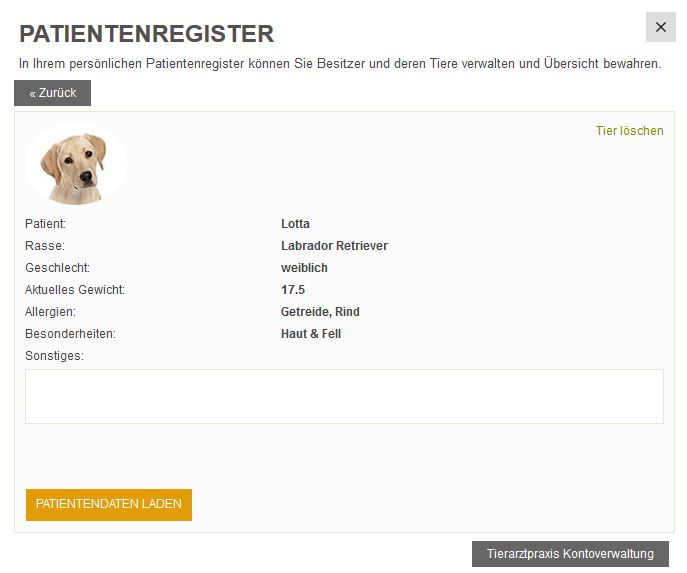 PATIENTENREGISTER
×
In Ihrem persönlichen Patientenregister können Sie Besitzer und deren Tiere verwalten und Übersicht bewahren.
« Zurück
Tier löschen
Patient: Lotta
Rasse: Labrador Retriever
Geschlecht: weiblich
Aktuelles Gewicht: 17.5
Allergien: Getreide, Rind
Besonderheiten: Haut & Fell
Sonstiges:
PATIENTENDATEN LADEN
Tierarztpraxis Kontoverwaltung